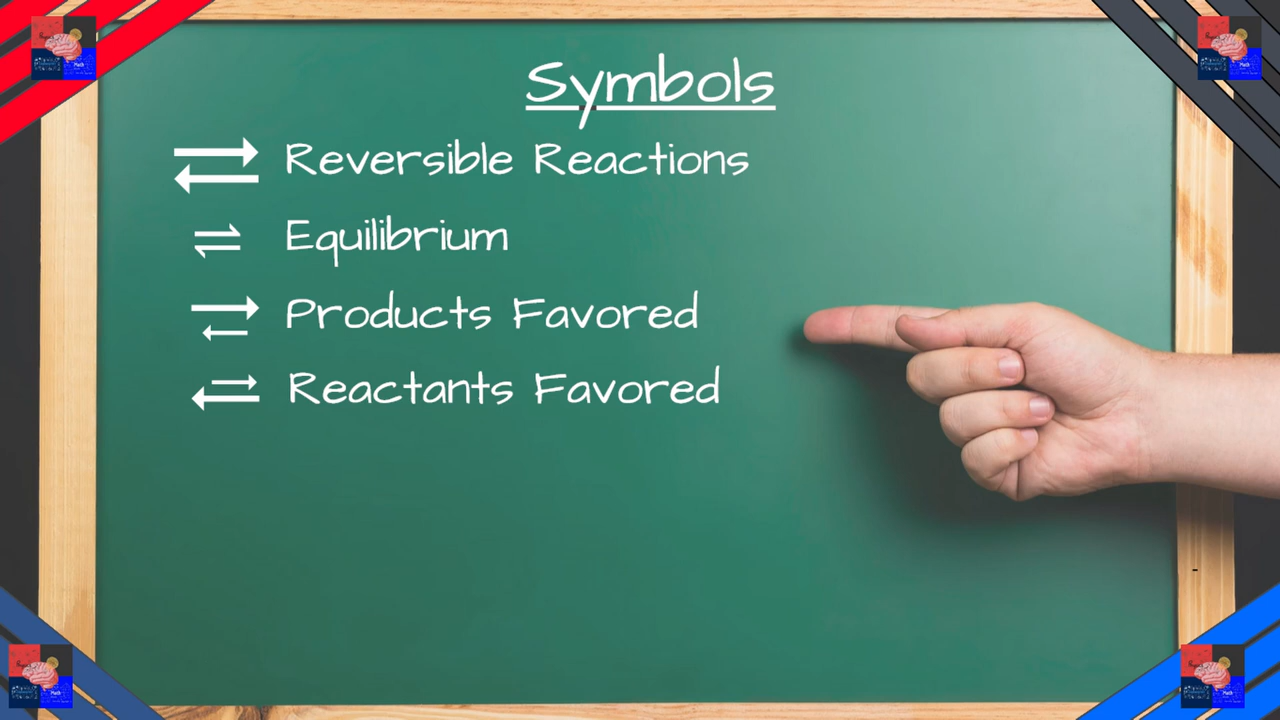 Symbols
⇄ Reversible Reactions
⇌ Equilibrium
Products Favored
Reactants Favored